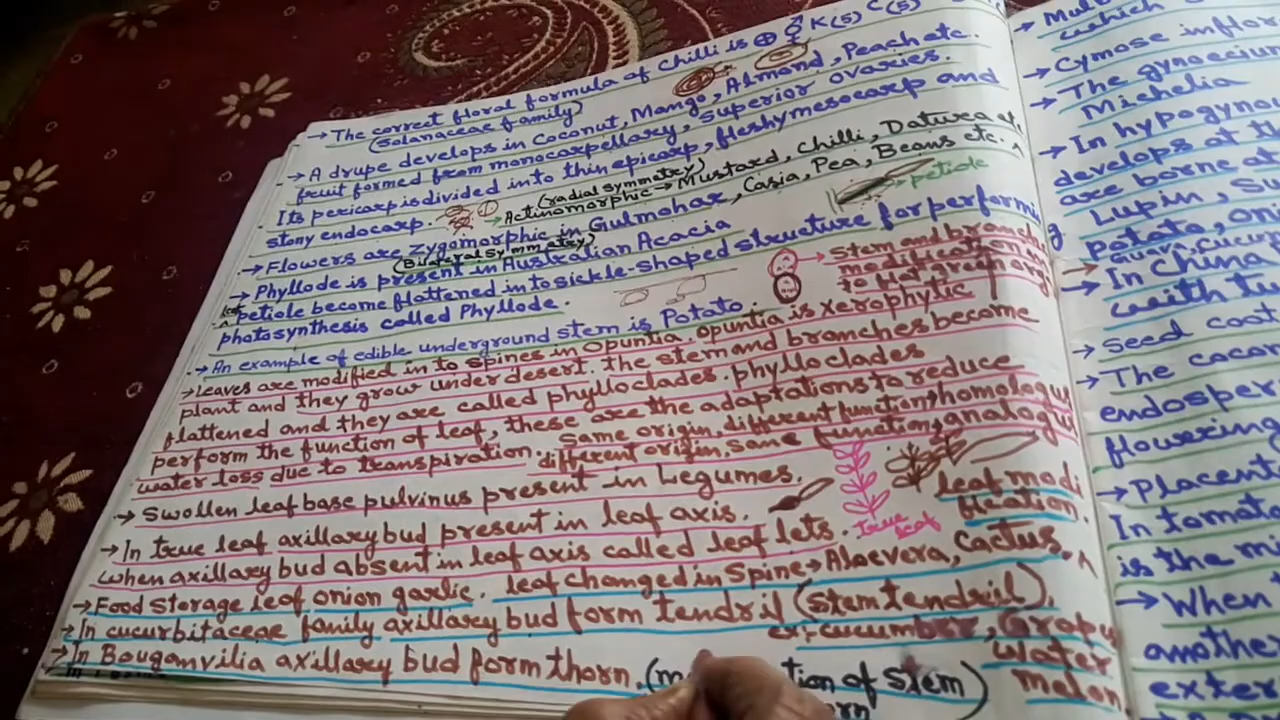 → The correct floral formula of chilli is ⊕ ⚥ K(5) C(5)
(Solanaceae family)
→ A drupe develops in Coconut, Mango, Almond, Peach etc.
fruit formed from monocarpellary, superior ovaries.
Its pericarp is divided into thin epicarp, fleshy mesocarp and
stony endocarp.
→ Actinomorphic → Mustard, Chilli, Datura etc.
(radial symmetry)
→ Flowers are Zygomorphic in Gulmohar, Casia, Pea, Beans etc.
(Bilateral symmetry)
→ petiole
→ Phyllode is present in Australian Acacia
petiole become flattened into sickle-shaped structure for performing
photosynthesis called Phyllode.
→ Stem and branches
modification
to flat green
→ An example of edible underground stem is Potato.
→ Leaves are modified in to spines in Opuntia. Opuntia is xerophytic
plant and they grow under desert. the stem and branches become
flattened and they are called phylloclades. phylloclades
perform the function of leaf, these are the adaptations to reduce
water loss due to transpiration.
same origin, different function → homologus
different origin, same function → analogus
→ Swollen leaf base pulvinus present in Legumes.
→ In true leaf axillary bud present in leaf axis.
when axillary bud absent in leaf axis called leaf lets.
true leaf
leaf modi
fication.
→ Food storage leaf onion garlic. leaf changed in Spine → Aloevera, Cactus.
→ In cucurbitaceae family axillary bud form tendril (stem tendril).
ex:- cucumber, Grapes
water
melon
→ In Bouganvilia axillary bud form thorn. (m tion of stem)
→ Mul
which
→ Cymose inflor
→ The gynoecium
Michelia
→ In hypogyno
develops at th
are borne at
Lupin,
Potato, oni
guava, cucum
→ In China
with tu
→ Seed coat
→ The cocon
endosper
flowering
→ Placent
In tomato
is the mi
→ When
another
exter